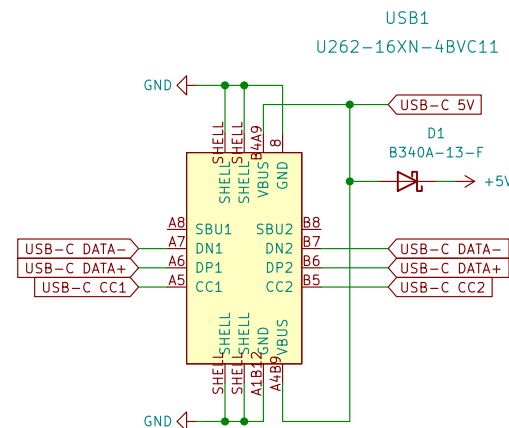 USB1
U262-16XN-4BVC11
GND
SHELL
SHELL
B4A9
8
USB-C 5V
D1
B340A-13-F
+5V
SHELL
SHELL
VBUS
GND
A8
SBU1
SBU2
B8
USB-C DATA-
A7
DN1
DN2
B7
USB-C DATA-
USB-C DATA+
A6
DP1
DP2
B6
USB-C DATA+
USB-C CC1
A5
CC1
CC2
B5
USB-C CC2
SHELL
SHELL
GND
VBUS
SHELL
SHELL
A1B12
A4B9
GND